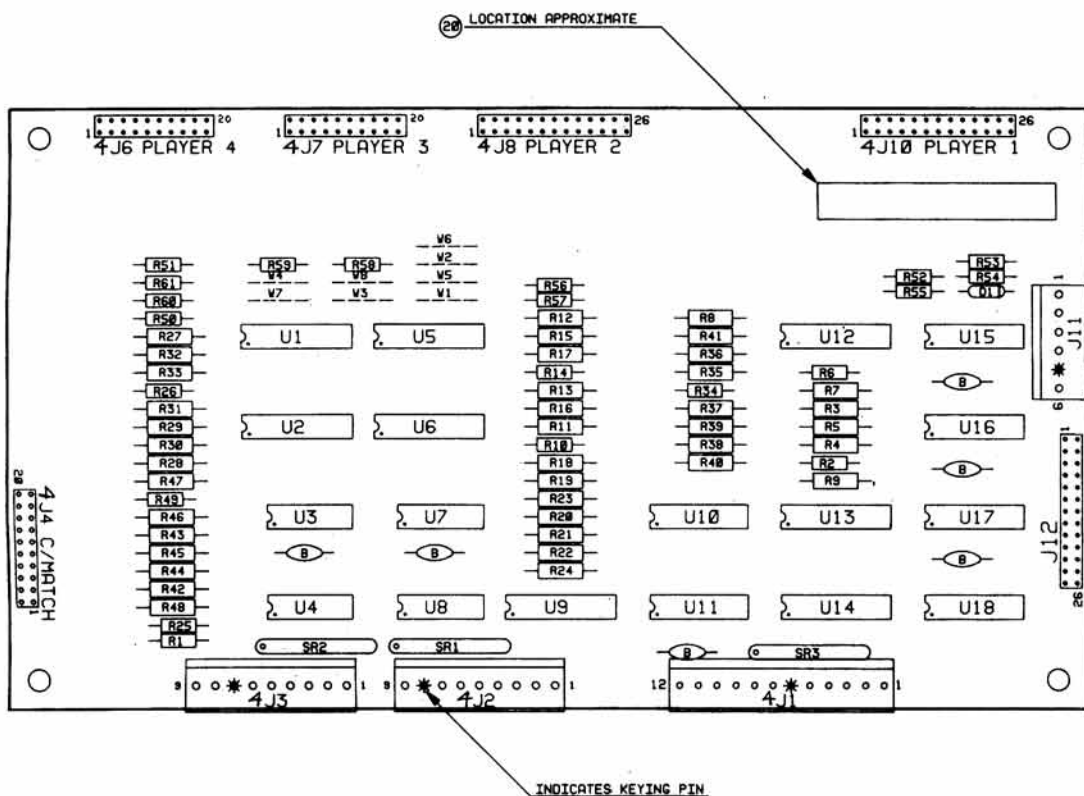 20 LOCATION APPROXIMATE
1 20
4J6 PLAYER 4
1 20
4J7 PLAYER 3
1 26
4J8 PLAYER 2
1 26
4J10 PLAYER 1
W6
W2
R51 R59 R58 R53
W4 W8 W5
R61 R56 R52 R54
R60 W7 W3 W1 R57 R55 D1
R50
R12 R8
R27 U1 U5 R15 R41 U12 U15
R32 R17 R36
R33 R14 R35 R6 B
R26 R13 R34 R7
R31 R16 R37 R3
R29 U2 U6 R11 R39 R5 U16
R30 R10 R38 R4
R28 R18 R40 R2 B
R47 R19 R9
R49 R23
R46 U3 U7 R20 U10 U13 U17
R43 R21
R45 B B R22 B
R44 R24
R42
R48 U4 U8 U9 U11 U14 U18
R25
R1 SR2 SR1 B SR3
1
J11
6
1
J12
26
20
4J4 C/MATCH
1
9 1
4J3
9 1
4J2
12 1
4J1
INDICATES KEYING PIN